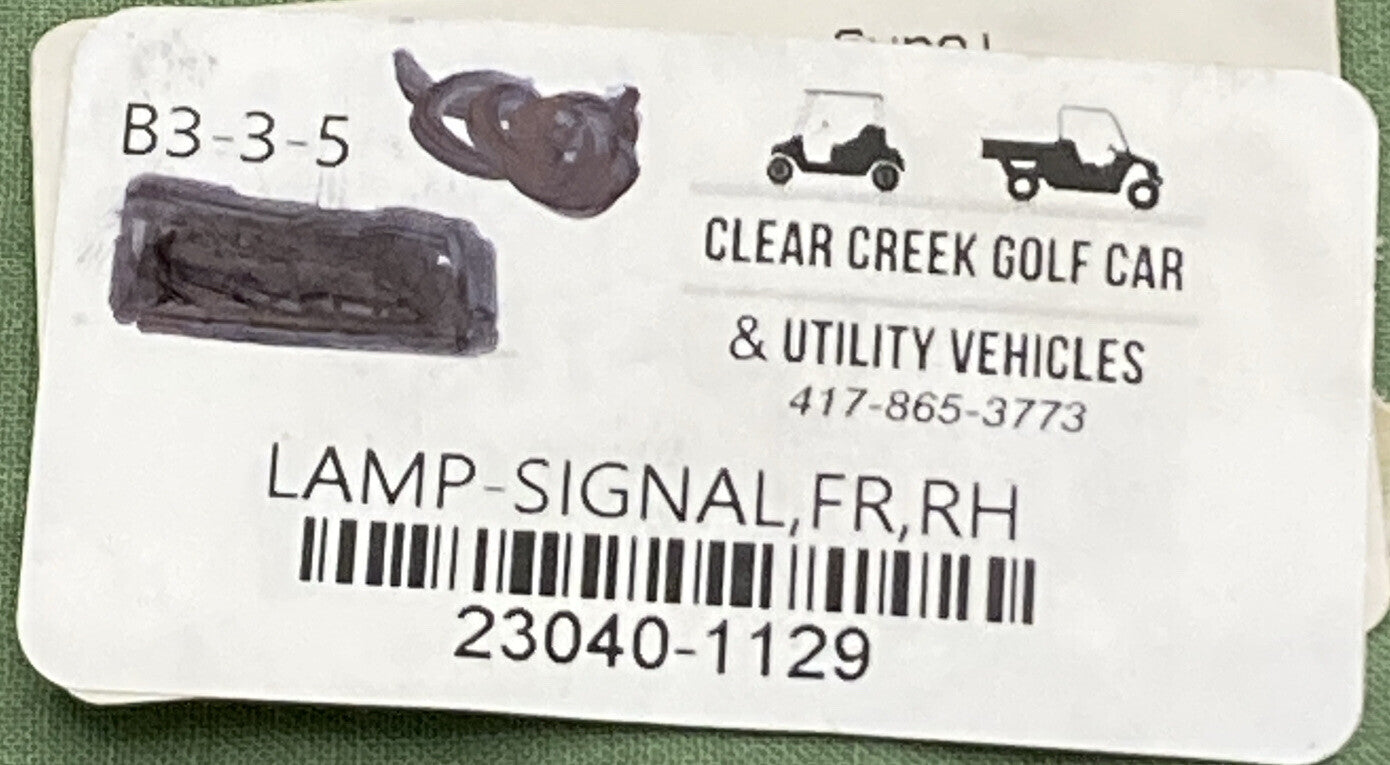 B3-3-5
CLEAR CREEK GOLF CAR
& UTILITY VEHICLES
417-865-3773
LAMP-SIGNAL,FR,RH
23040-1129